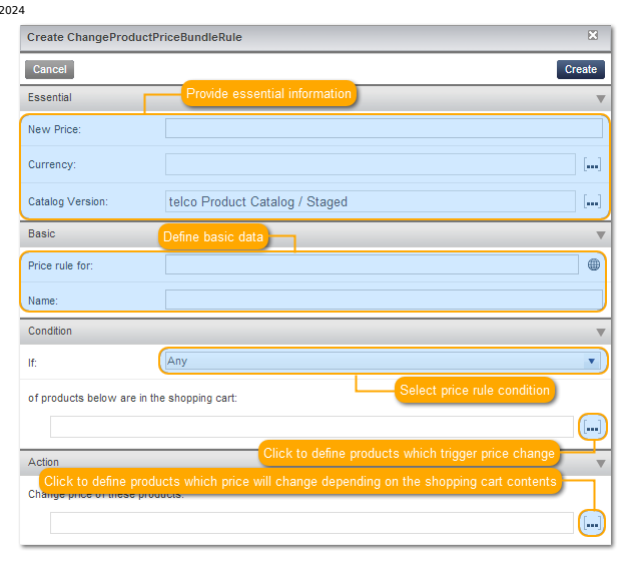 2024
Create ChangeProductPriceBundleRule
Cancel
Create
Essential
Provide essential information
New Price:
Currency:
[...]
Catalog Version:
telco Product Catalog / Staged
[...]
Basic
Define basic data
Price rule for:
Name:
Condition
If:
Any
Select price rule condition
of products below are in the shopping cart:
[...]
Click to define products which trigger price change
Action
Click to define products which price will change depending on the shopping cart contents
Change price of these products:
[...]